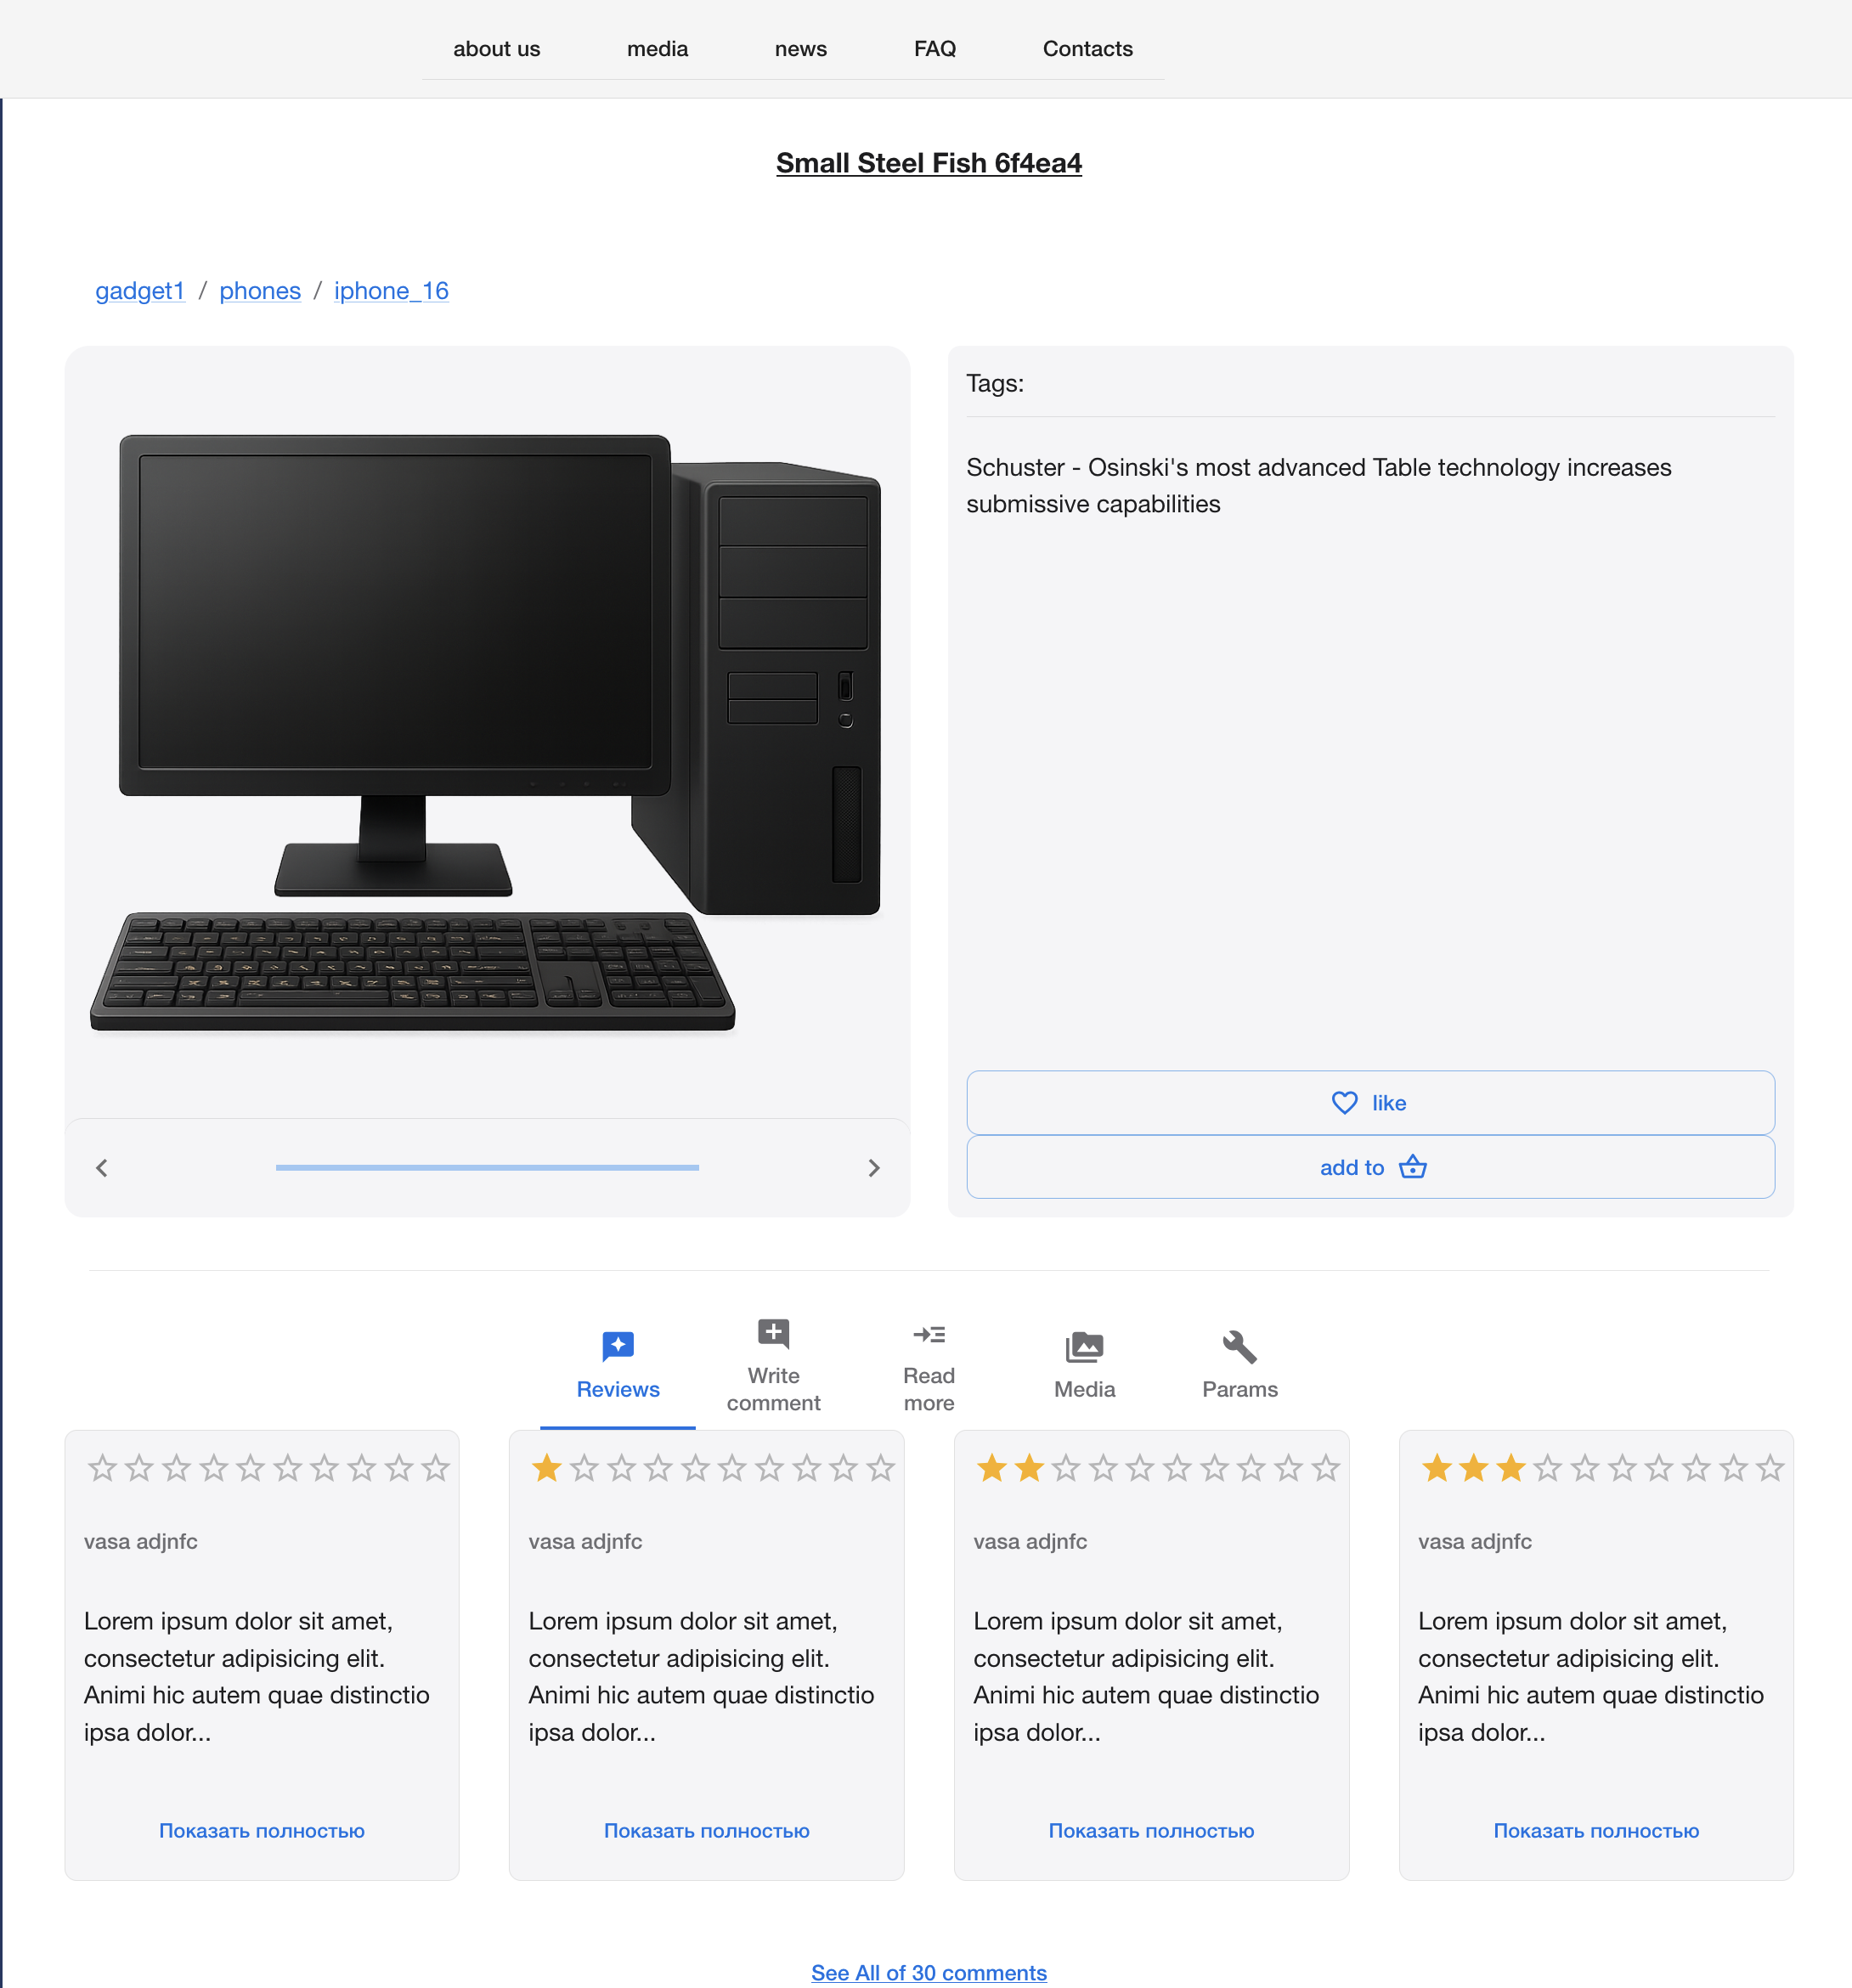 about us media news FAQ Contacts
Small Steel Fish 6f4ea4
gadget1 / phones / iphone_16
Tags:
Schuster - Osinski's most advanced Table technology increases
submissive capabilities
like
add to
Reviews
Write
comment
Read
more
Media
Params
vasa adjnfc
Lorem ipsum dolor sit amet,
consectetur adipisicing elit.
Animi hic autem quae distinctio
ipsa dolor...
Показать полностью
vasa adjnfc
Lorem ipsum dolor sit amet,
consectetur adipisicing elit.
Animi hic autem quae distinctio
ipsa dolor...
Показать полностью
vasa adjnfc
Lorem ipsum dolor sit amet,
consectetur adipisicing elit.
Animi hic autem quae distinctio
ipsa dolor...
Показать полностью
vasa adjnfc
Lorem ipsum dolor sit amet,
consectetur adipisicing elit.
Animi hic autem quae distinctio
ipsa dolor...
Показать полностью
See All of 30 comments